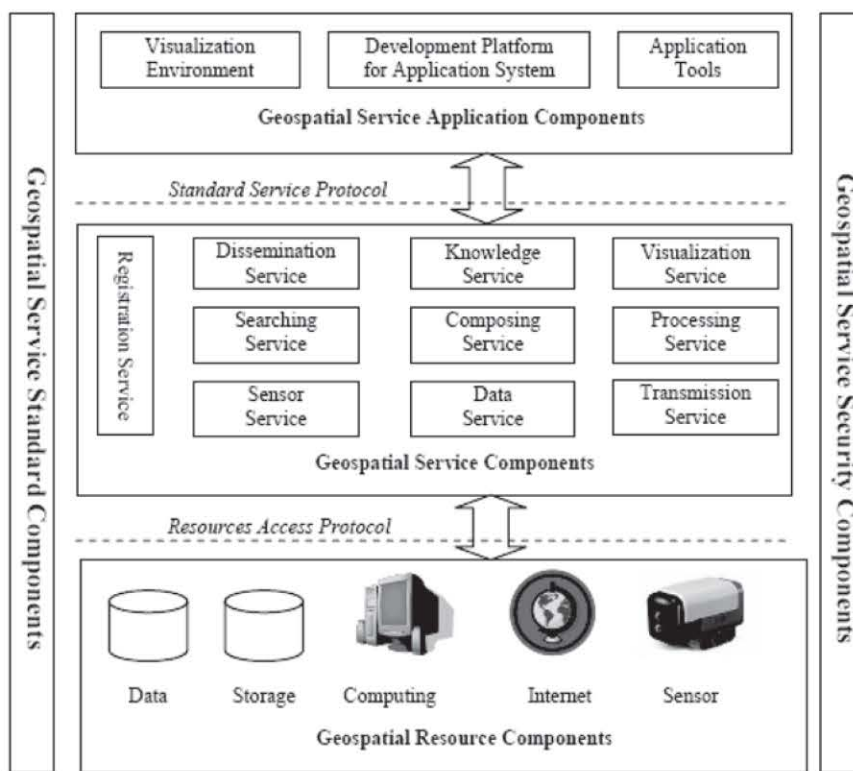 Geospatial Service Standard Components
Visualization
Environment
Development Platform
for Application System
Application
Tools
Geospatial Service Application Components
Standard Service Protocol
Registration Service
Dissemination
Service
Knowledge
Service
Visualization
Service
Searching
Service
Composing
Service
Processing
Service
Sensor
Service
Data
Service
Transmission
Service
Geospatial Service Components
Resources Access Protocol
Data
Storage
Computing
Internet
Sensor
Geospatial Resource Components
Geospatial Service Security Components